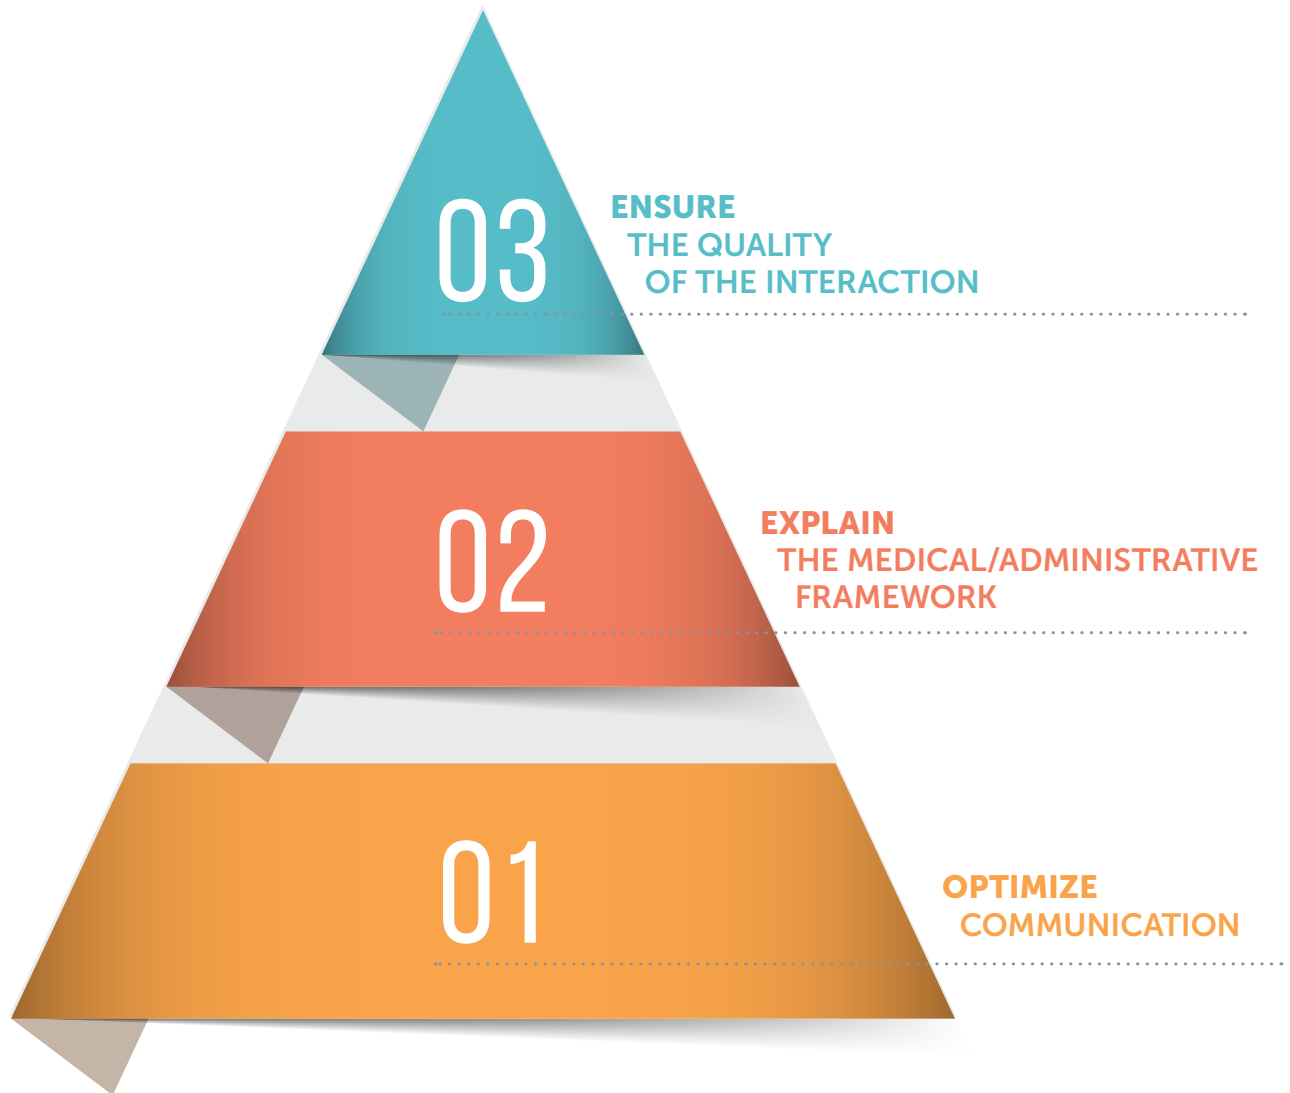 03
ENSURE
THE QUALITY
OF THE INTERACTION
02
EXPLAIN
THE MEDICAL/ADMINISTRATIVE
FRAMEWORK
01
OPTIMIZE
COMMUNICATION